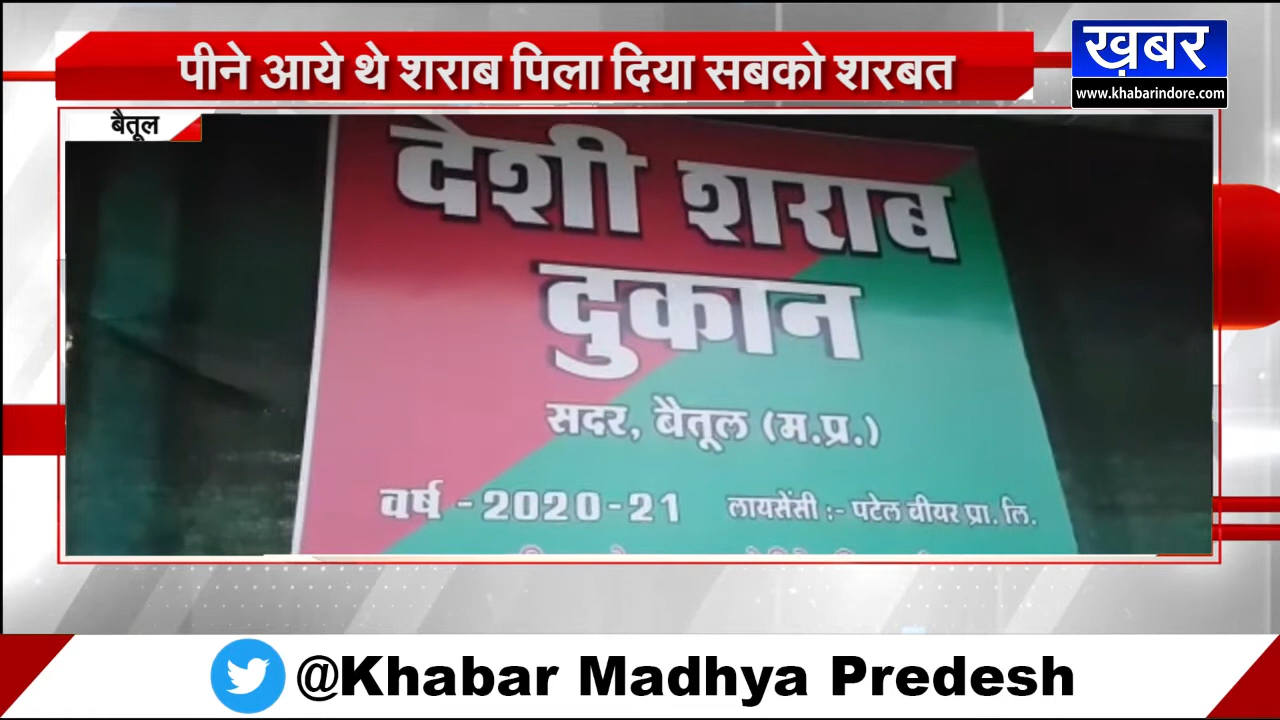 पीने आये थे शराब पिला दिया सबको शरबत
ख़बर
www.khabarindore.com
बैतूल
देशी शराब
दुकान
सदर, बैतूल (म.प्र.)
वर्ष - 2020-21 लायसेंसी :- पटेल बीयर प्रा. लि.
@Khabar Madhya Predesh